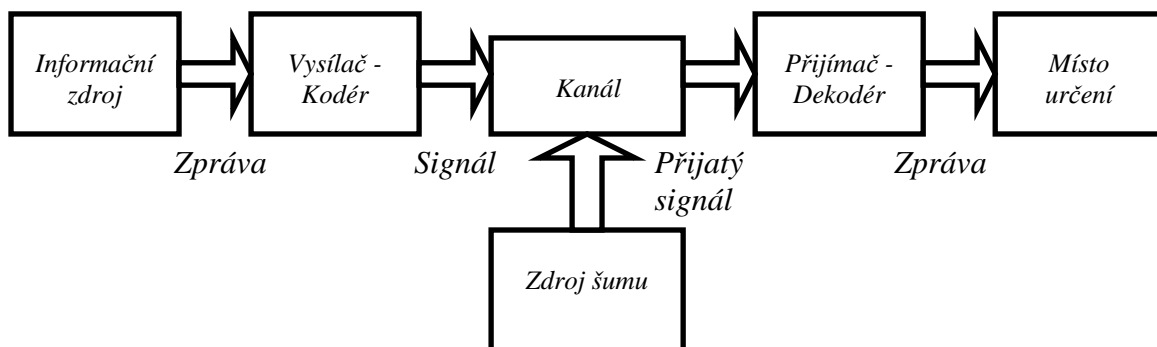 Informační
zdroj
Vysílač -
Kodér
Kanál
Přijímač -
Dekodér
Místo
určení
Zpráva
Signál
Přijatý
signál
Zpráva
Zdroj šumu